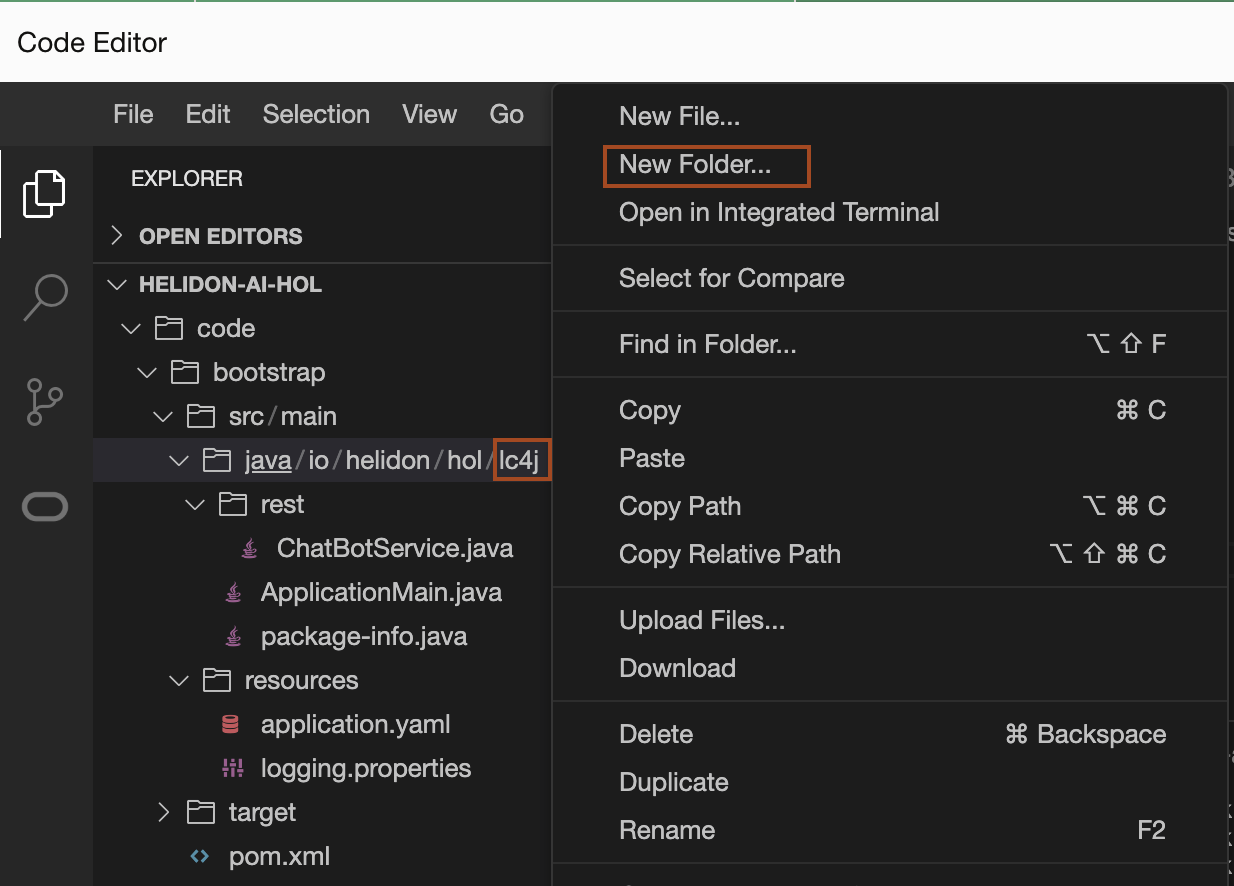 Code Editor
File Edit Selection View Go
EXPLORER
OPEN EDITORS
HELIDON-AI-HOL
code
bootstrap
src/main
java/io/helidon/hol/lc4j
rest
ChatBotService.java
ApplicationMain.java
package-info.java
resources
application.yaml
logging.properties
target
pom.xml
New File...
New Folder...
Open in Integrated Terminal
Select for Compare
Find in Folder... ⌥ ⇧ F
Copy ⌘ C
Paste
Copy Path ⌥ ⌘ C
Copy Relative Path ⌥ ⇧ ⌘ C
Upload Files...
Download
Delete ⌘ Backspace
Duplicate
Rename F2